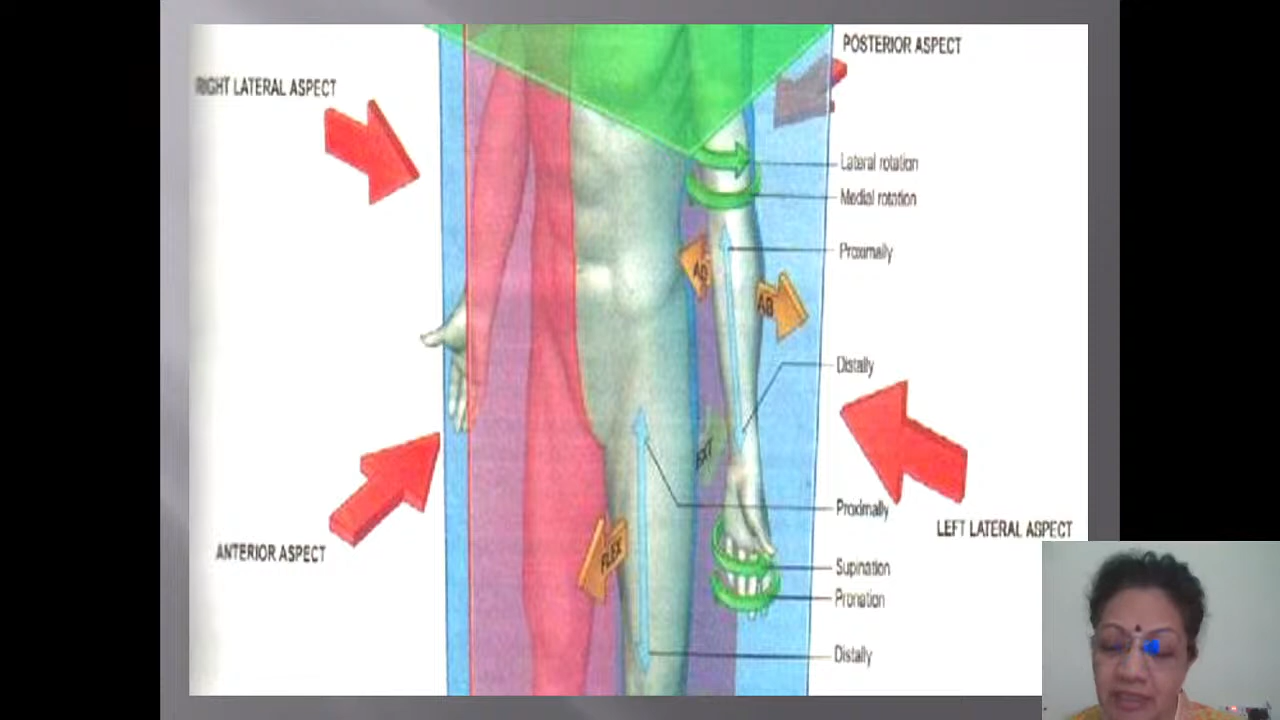 POSTERIOR ASPECT
RIGHT LATERAL ASPECT
Lateral rotation
Medial rotation
Proximally
AD
AB
Distally
EXT
Proximally
LEFT LATERAL ASPECT
FLEX
ANTERIOR ASPECT
Supination
Pronation
Distally